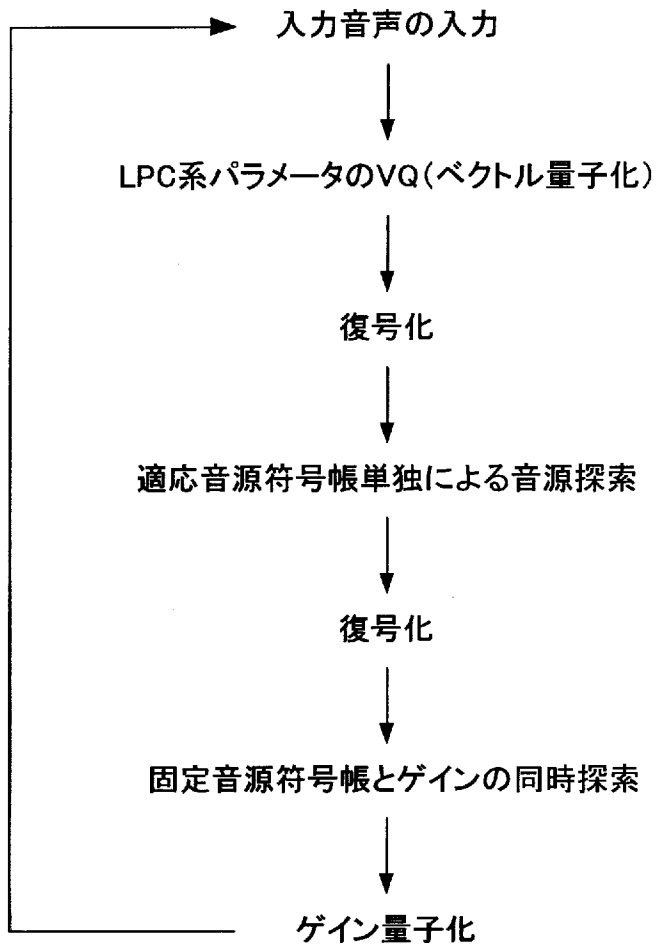 入力音声の入力
LPC系パラメータのVQ(ベクトル量子化)
復号化
適応音源符号帳単独による音源探索
復号化
固定音源符号帳とゲインの同時探索
ゲイン量子化